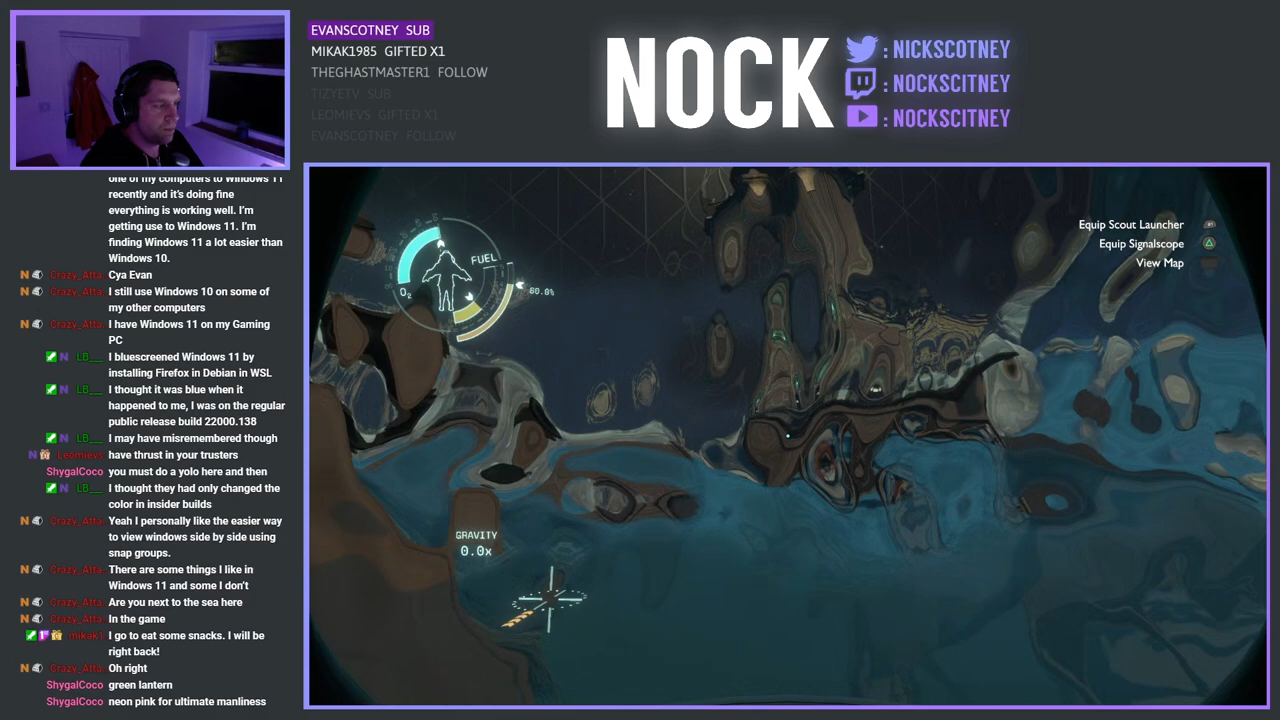 EVANSCOTNEY SUB
MIKAK1985 GIFTED X1
THEGHASTMASTER1 FOLLOW
TIZYETV SUB
LEOMIEVS GIFTED X1
EVANSCOTNEY FOLLOW
NOCK
: NICKSCOTNEY
: NOCKSCITNEY
: NOCKSCITNEY
one of my computers to Windows 11
recently and it's doing fine
everything is working well. I'm
getting use to Windows 11. I'm
finding Windows 11 a lot easier than
Windows 10.
N Crazy_Atta: Cya Evan
N Crazy_Atta: I still use Windows 10 on some of
my other computers
N Crazy_Atta: I have Windows 11 on my Gaming
PC
N LB__ I bluescreened Windows 11 by
installing Firefox in Debian in WSL
N LB__ I thought it was blue when it
happened to me, I was on the regular
public release build 22000.138
N LB__ I may have misremembered though
N Leomievs have thrust in your trusters
ShygalCoco you must do a yolo here and then
N LB__ I thought they had only changed the
color in insider builds
N Crazy_Atta: Yeah I personally like the easier way
to view windows side by side using
snap groups.
N Crazy_Atta: There are some things I like in
Windows 11 and some I don't
N Crazy_Atta: Are you next to the sea here
N Crazy_Atta: In the game
mikak1 I go to eat some snacks. I will be
right back!
N Crazy_Atta: Oh right
ShygalCoco green lantern
ShygalCoco neon pink for ultimate manliness
FUEL
O₂
Equip Scout Launcher
Equip Signalscope
View Map
GRAVITY
0.0x